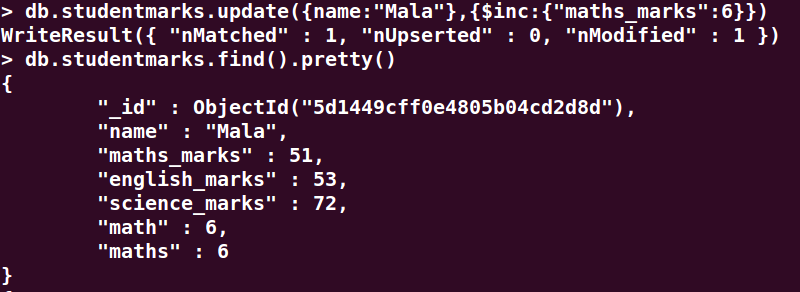 > db.studentmarks.update({name:"Mala"},{$inc:{"maths_marks":6}})
WriteResult({ "nMatched" : 1, "nUpserted" : 0, "nModified" : 1 })
> db.studentmarks.find().pretty()
{
        "_id" : ObjectId("5d1449cff0e4805b04cd2d8d"),
        "name" : "Mala",
        "maths_marks" : 51,
        "english_marks" : 53,
        "science_marks" : 72,
        "math" : 6,
        "maths" : 6
}